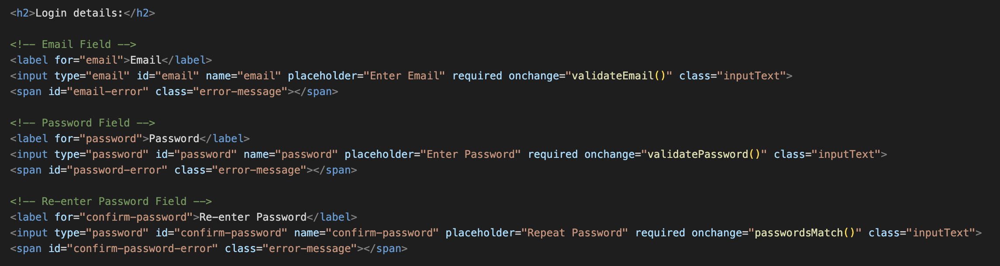 <h2>Login details:</h2>
<!-- Email Field -->
<label for="email">Email</label>
<input type="email" id="email" name="email" placeholder="Enter Email" required onchange="validateEmail()" class="inputText">
<span id="email-error" class="error-message"></span>
<!-- Password Field -->
<label for="password">Password</label>
<input type="password" id="password" name="password" placeholder="Enter Password" required onchange="validatePassword()" class="inputText">
<span id="password-error" class="error-message"></span>
<!-- Re-enter Password Field -->
<label for="confirm-password">Re-enter Password</label>
<input type="password" id="confirm-password" name="confirm-password" placeholder="Repeat Password" required onchange="passwordsMatch()" class="inputText">
<span id="confirm-password-error" class="error-message"></span>